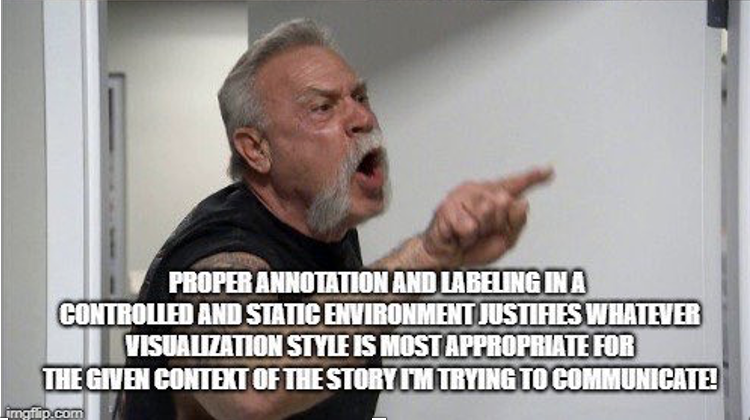 PROPER ANNOTATION AND LABELING IN A
CONTROLLED AND STATIC ENVIRONMENT JUSTIFIES WHATEVER
VISUALIZATION STYLE IS MOST APPROPRIATE FOR
THE GIVEN CONTEXT OF THE STORY I'M TRYING TO COMMUNICATE!
imgflip.com